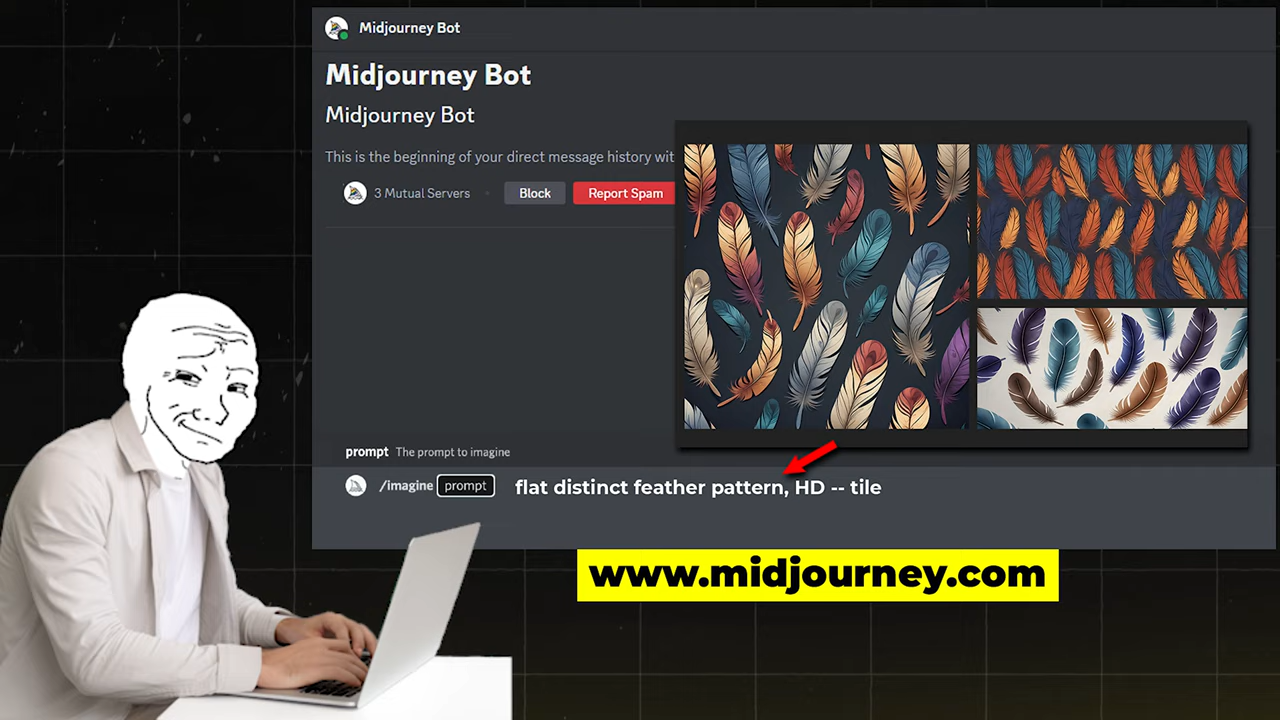 Midjourney Bot
Midjourney Bot
Midjourney Bot
This is the beginning of your direct message history wit
3 Mutual Servers
Block
Report Spam
prompt The prompt to imagine
/imagine prompt flat distinct feather pattern, HD -- tile
www.midjourney.com